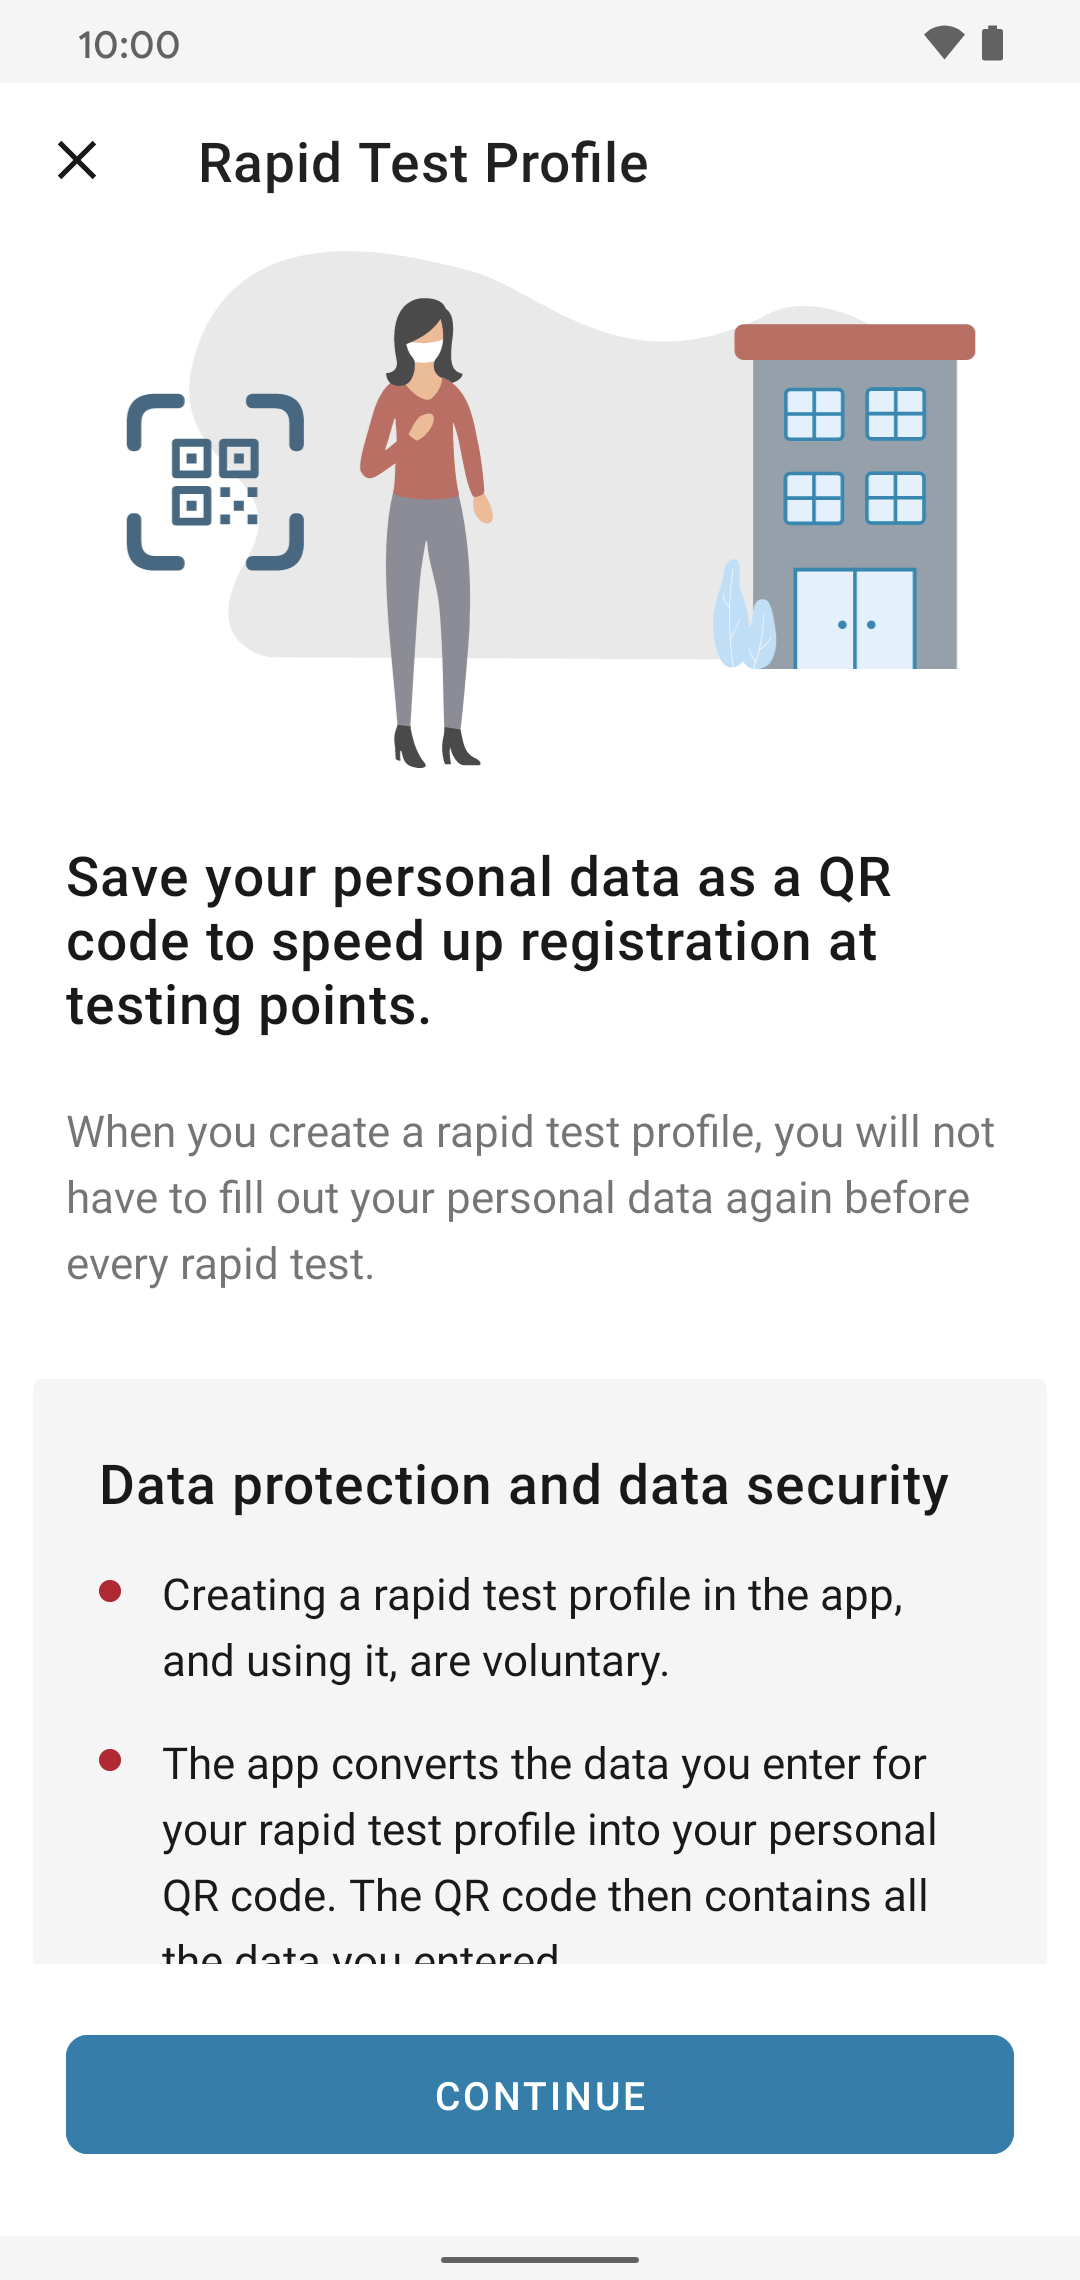 10:00
Rapid Test Profile
Save your personal data as a QR
code to speed up registration at
testing points.
When you create a rapid test profile, you will not
have to fill out your personal data again before
every rapid test.
Data protection and data security
Creating a rapid test profile in the app,
and using it, are voluntary.
The app converts the data you enter for
your rapid test profile into your personal
QR code. The QR code then contains all
the data you entered
CONTINUE